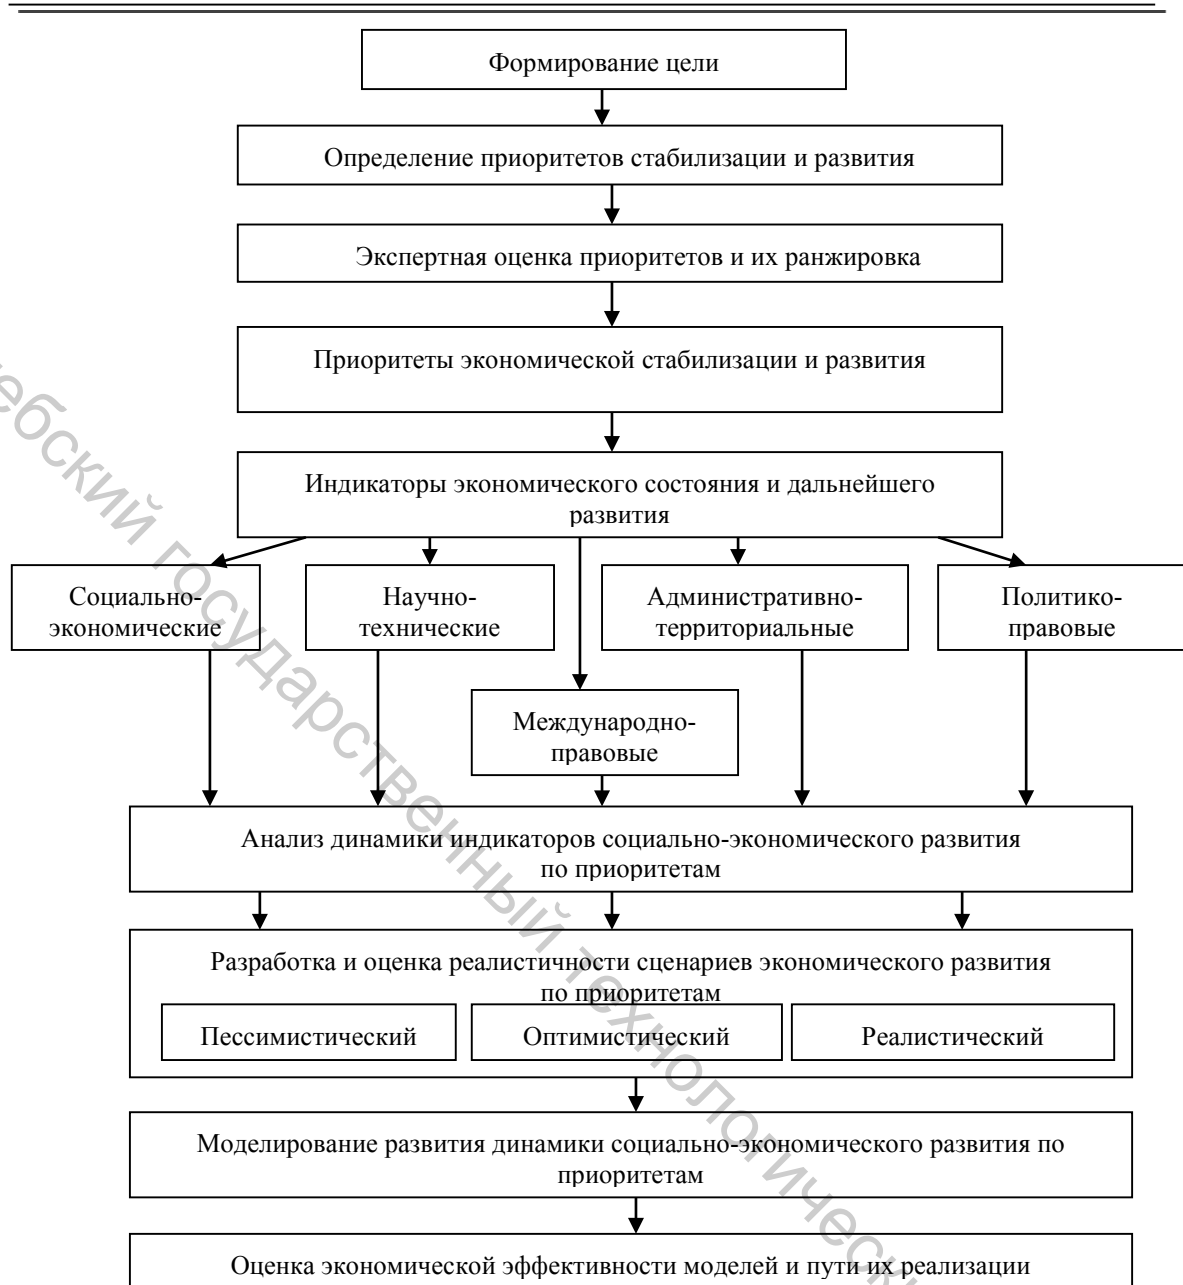 Формирование цели
Определение приоритетов стабилизации и развития
Экспертная оценка приоритетов и их ранжировка
Приоритеты экономической стабилизации и развития
Индикаторы экономического состояния и дальнейшего
развития
Социально-
экономические
Научно-
технические
Административно-
территориальные
Политико-
правовые
Международно-
правовые
Анализ динамики индикаторов социально-экономического развития
по приоритетам
Разработка и оценка реалистичности сценариев экономического развития
по приоритетам
Пессимистический
Оптимистический
Реалистический
Моделирование развития динамики социально-экономического развития по
приоритетам
Оценка экономической эффективности моделей и пути их реализации
государственный